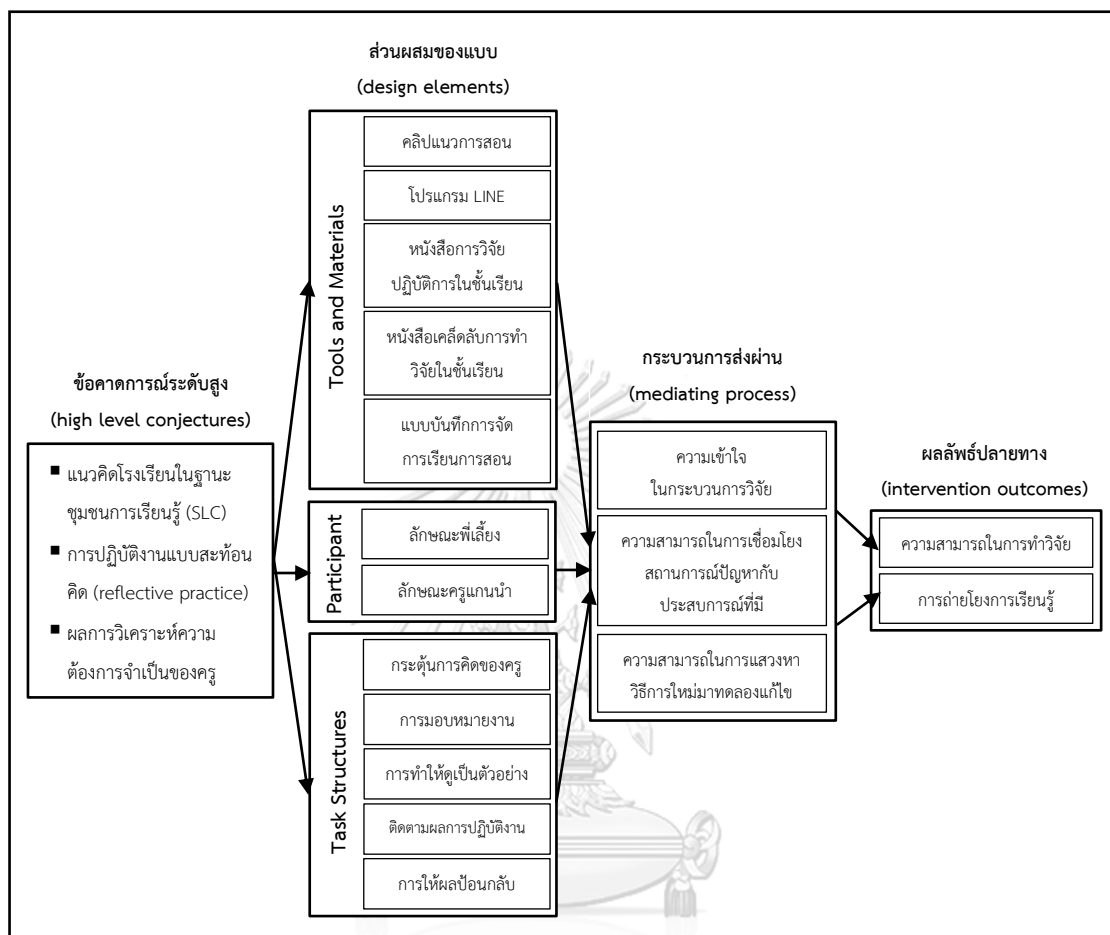 ส่วนผสมของแบบ
(design elements)
Tools and Materials
คลิปแนวการสอน
โปรแกรม LINE
หนังสือการวิจัย
ปฏิบัติการในชั้นเรียน
หนังสือเคล็ดลับการทำ
วิจัยในชั้นเรียน
แบบบันทึกการจัด
การเรียนการสอน
ข้อคาดการณ์ระดับสูง
(high level conjectures)
▪ แนวคิดโรงเรียนในฐานะ
ชุมชนการเรียนรู้ (SLC)
▪ การปฏิบัติงานแบบสะท้อน
คิด (reflective practice)
▪ ผลการวิเคราะห์ความ
ต้องการจำเป็นของครู
Participant
ลักษณะพี่เลี้ยง
ลักษณะครูแกนนำ
Task Structures
กระตุ้นการคิดของครู
การมอบหมายงาน
การทำให้ดูเป็นตัวอย่าง
ติดตามผลการปฏิบัติงาน
การให้ผลป้อนกลับ
กระบวนการส่งผ่าน
(mediating process)
ความเข้าใจ
ในกระบวนการวิจัย
ความสามารถในการเชื่อมโยง
สถานการณ์ปัญหากับ
ประสบการณ์ที่มี
ความสามารถในการแสวงหา
วิธีการใหม่มาทดลองแก้ไข
ผลลัพธ์ปลายทาง
(intervention outcomes)
ความสามารถในการทำวิจัย
การถ่ายโยงการเรียนรู้